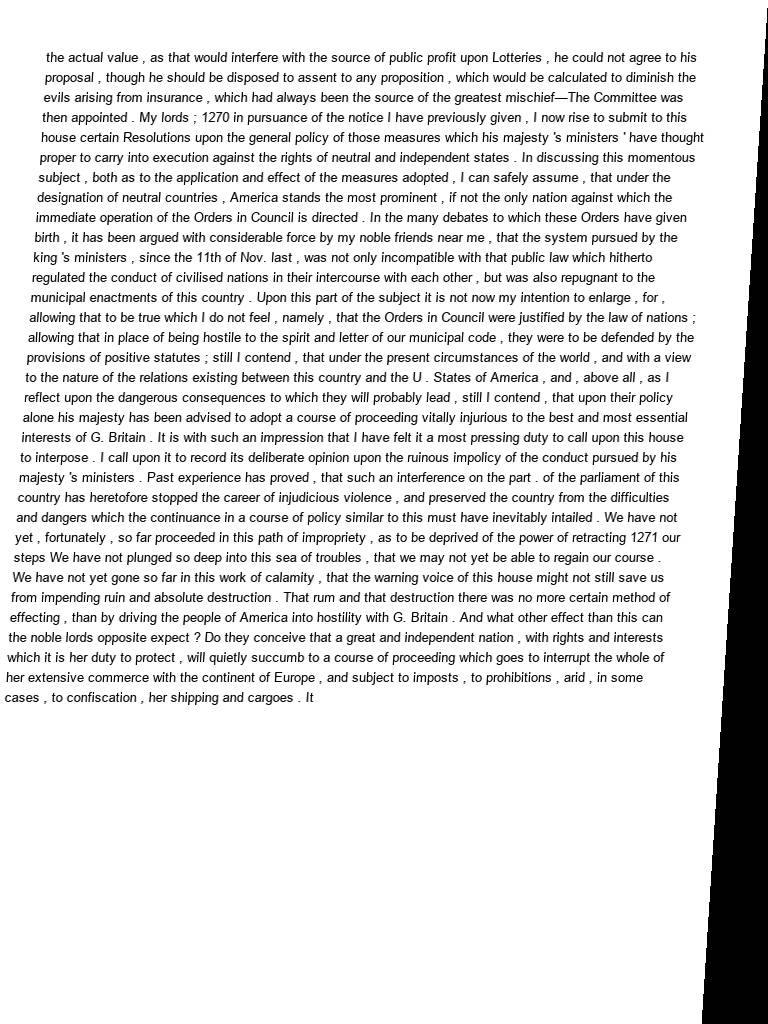 the actual value , as that would interfere with the source of public profit upon Lotteries , he could not agree to his
proposal , though he should be disposed to assent to any proposition , which would be calculated to diminish the
evils arising from insurance , which had always been the source of the greatest mischief—The Committee was
then appointed . My lords ; 1270 in pursuance of the notice I have previously given , I now rise to submit to this
house certain Resolutions upon the general policy of those measures which his majesty 's ministers ' have thought
proper to carry into execution against the rights of neutral and independent states . In discussing this momentous
subject , both as to the application and effect of the measures adopted , I can safely assume , that under the
designation of neutral countries , America stands the most prominent , if not the only nation against which the
immediate operation of the Orders in Council is directed . In the many debates to which these Orders have given
birth , it has been argued with considerable force by my noble friends near me , that the system pursued by the
king 's ministers , since the 11th of Nov. last , was not only incompatible with that public law which hitherto
regulated the conduct of civilised nations in their intercourse with each other , but was also repugnant to the
municipal enactments of this country . Upon this part of the subject it is not now my intention to enlarge , for ,
allowing that to be true which I do not feel , namely , that the Orders in Council were justified by the law of nations ;
allowing that in place of being hostile to the spirit and letter of our municipal code , they were to be defended by the
provisions of positive statutes ; still I contend , that under the present circumstances of the world , and with a view
to the nature of the relations existing between this country and the U . States of America , and , above all , as I
reflect upon the dangerous consequences to which they will probably lead , still I contend , that upon their policy
alone his majesty has been advised to adopt a course of proceeding vitally injurious to the best and most essential
interests of G. Britain . It is with such an impression that I have felt it a most pressing duty to call upon this house
to interpose . I call upon it to record its deliberate opinion upon the ruinous impolicy of the conduct pursued by his
majesty 's ministers . Past experience has proved , that such an interference on the part . of the parliament of this
country has heretofore stopped the career of injudicious violence , and preserved the country from the difficulties
and dangers which the continuance in a course of policy similar to this must have inevitably intailed . We have not
yet , fortunately , so far proceeded in this path of impropriety , as to be deprived of the power of retracting 1271 our
steps We have not plunged so deep into this sea of troubles , that we may not yet be able to regain our course .
We have not yet gone so far in this work of calamity , that the warning voice of this house might not still save us
from impending ruin and absolute destruction . That rum and that destruction there was no more certain method of
effecting , than by driving the people of America into hostility with G. Britain . And what other effect than this can
the noble lords opposite expect ? Do they conceive that a great and independent nation , with rights and interests
which it is her duty to protect , will quietly succumb to a course of proceeding which goes to interrupt the whole of
her extensive commerce with the continent of Europe , and subject to imposts , to prohibitions , arid , in some
cases , to confiscation , her shipping and cargoes . It